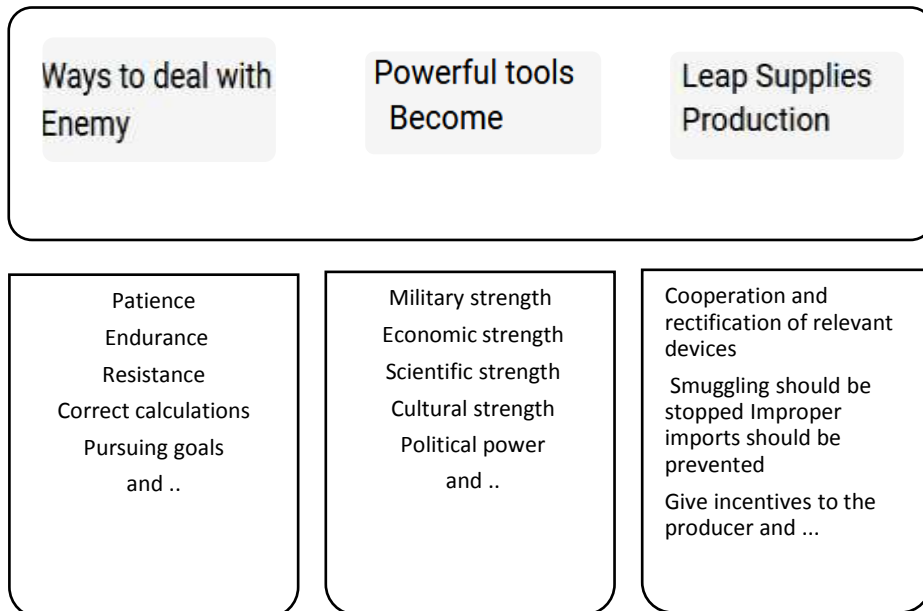 Ways to deal with
Enemy
Powerful tools
Become
Leap Supplies
Production
Patience
Endurance
Resistance
Correct calculations
Pursuing goals
and ..
Military strength
Economic strength
Scientific strength
Cultural strength
Political power
and ..
Cooperation and
rectification of relevant
devices
Smuggling should be
stopped Improper
imports should be
prevented
Give incentives to the
producer and ...